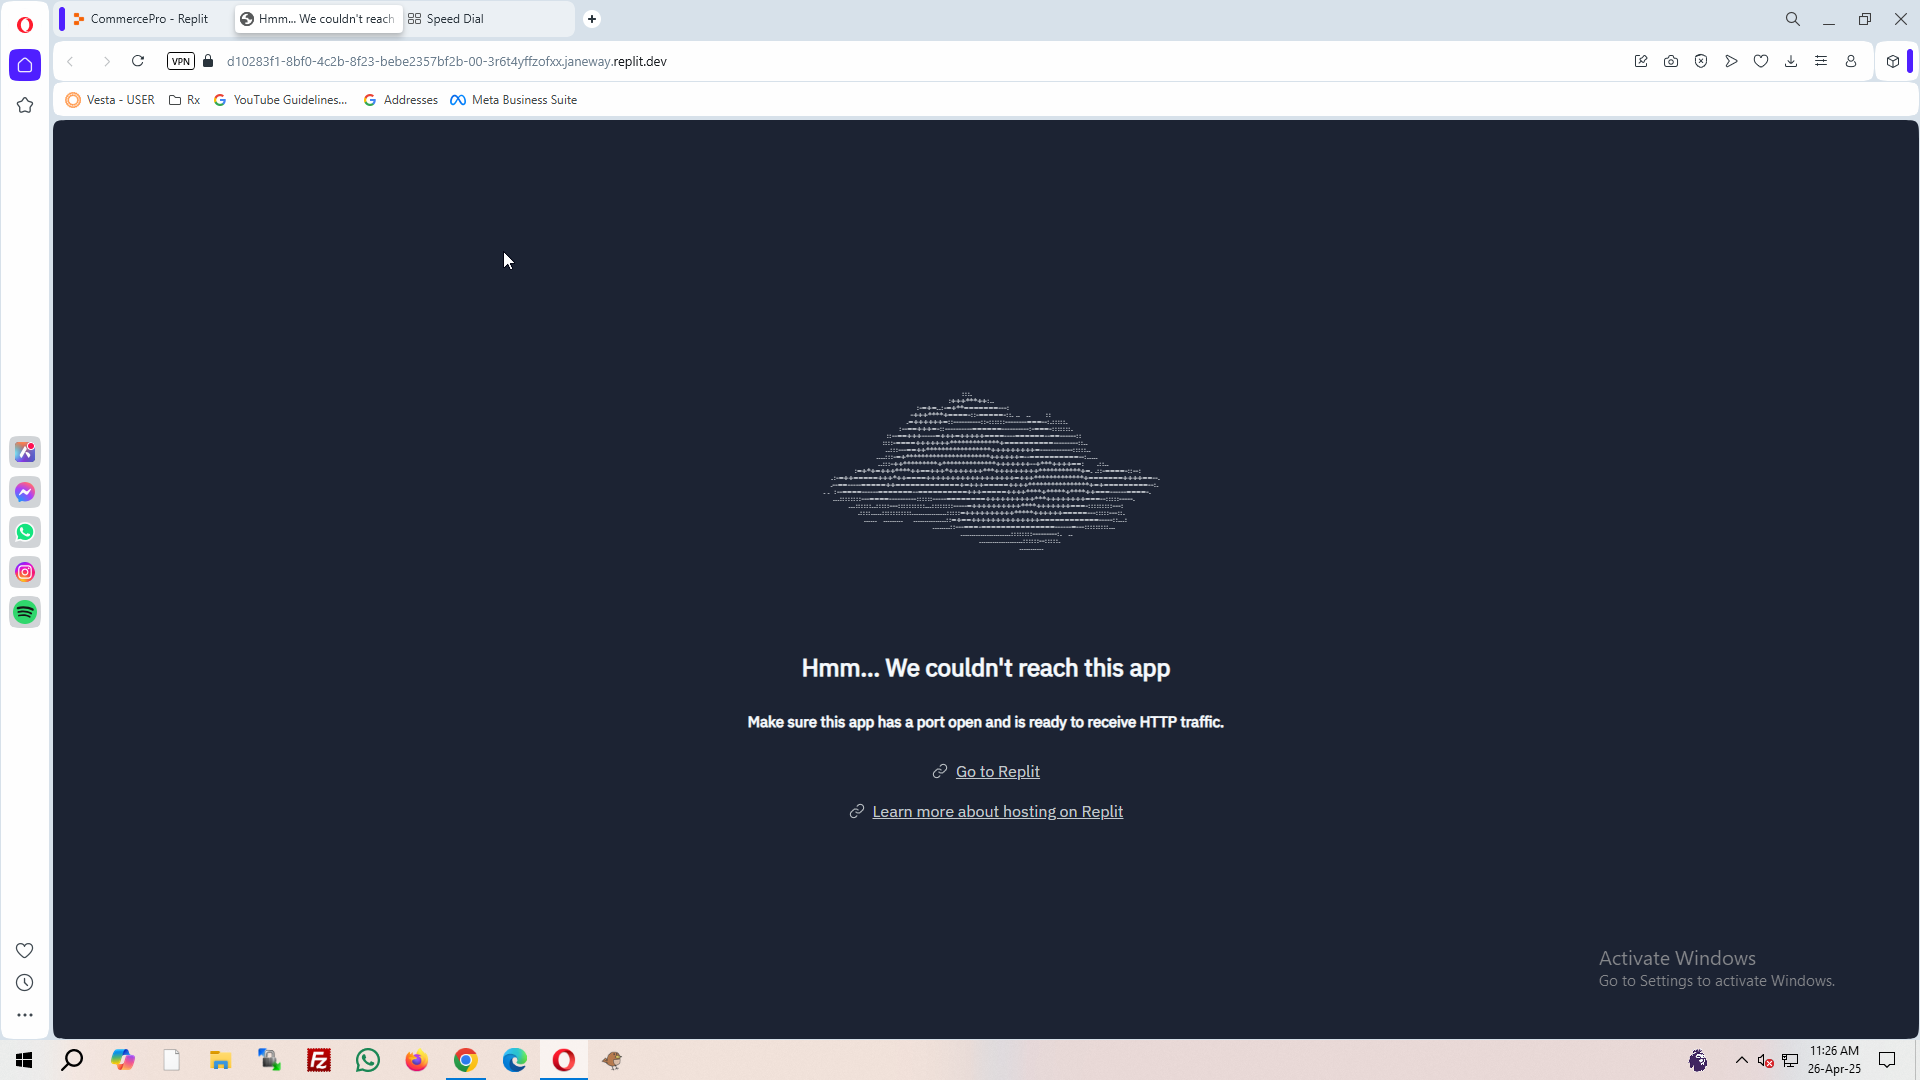 CommercePro - Replit
Hmm... We couldn't reach
Speed Dial
VPN
d10283f1-8bf0-4c2b-8f23-bebe2357bf2b-00-3r6t4yffzofxx.janeway.replit.dev
Vesta - USER
Rx
YouTube Guidelines...
Addresses
Meta Business Suite
Hmm... We couldn't reach this app
Make sure this app has a port open and is ready to receive HTTP traffic.
Go to Replit
Learn more about hosting on Replit
Activate Windows
Go to Settings to activate Windows.
11:26 AM
26-Apr-25